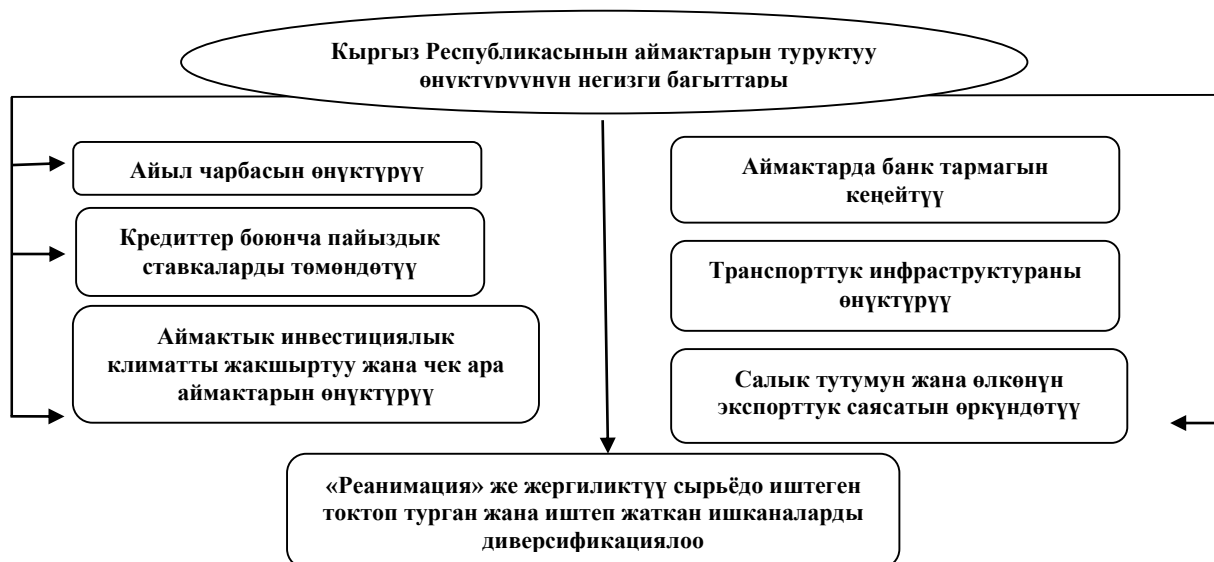 Кыргыз Республикасынын аймактарын туруктуу
өнүктүрүүнүн негизги багыттары
Айыл чарбасын өнүктүрүү
Кредиттер боюнча пайыздык
ставкаларды төмөндөтүү
Аймактык инвестициялык
климатты жакшыртуу жана чек ара
аймактарын өнүктүрүү
Аймактарда банк тармагын
кеңейтүү
Транспорттук инфраструктураны
өнүктүрүү
Салык тутумун жана өлкөнүн
экспорттук саясатын өркүндөтүү
«Реанимация» же жергиликтүү сырьёдо иштеген
токтоп турган жана иштеп жаткан ишканаларды
диверсификациялоо